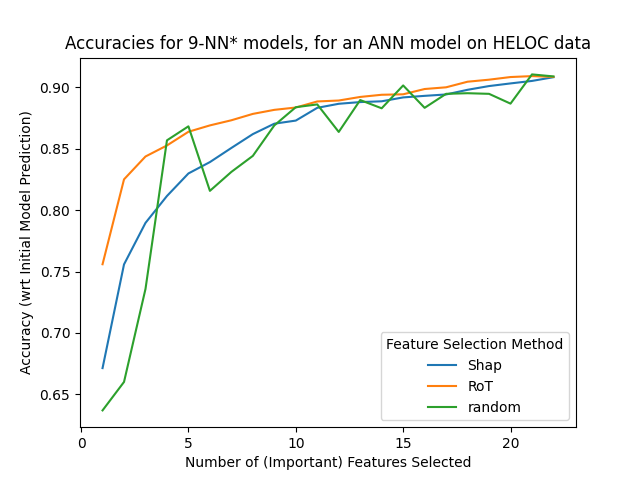 Accuracies for 9-NN* models, for an ANN model on HELOC data
Accuracy (wrt Initial Model Prediction)
0.90
0.85
0.80
0.75
0.70
0.65
Feature Selection Method
Shap
RoT
random
0 5 10 15 20
Number of (Important) Features Selected